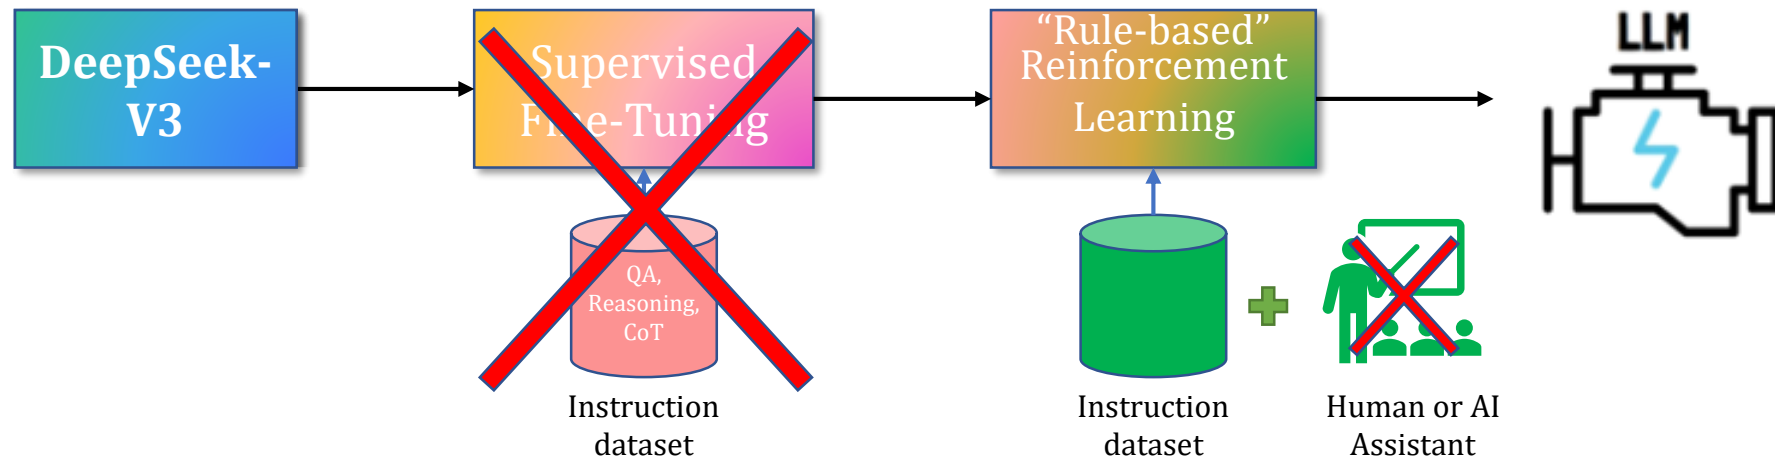 DeepSeek-
V3
Supervised
Fine-Tuning
“Rule-based”
Reinforcement
Learning
LLM
QA,
Reasoning,
CoT
Instruction
dataset
Instruction
dataset
Human or AI
Assistant